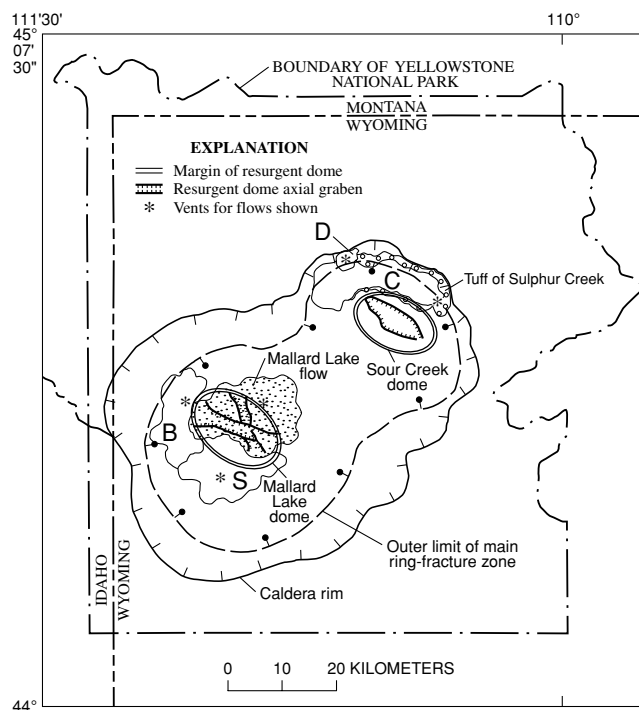 111°30'
110°
45°
07'
30"
BOUNDARY OF YELLOWSTONE
NATIONAL PARK
MONTANA
WYOMING
EXPLANATION
Margin of resurgent dome
Resurgent dome axial graben
* Vents for flows shown
D
C
Tuff of Sulphur Creek
Mallard Lake
flow
Sour Creek
dome
B
S
Mallard
Lake
dome
Outer limit of main
ring-fracture zone
IDAHO
WYOMING
Caldera rim
0 10 20 KILOMETERS
44°